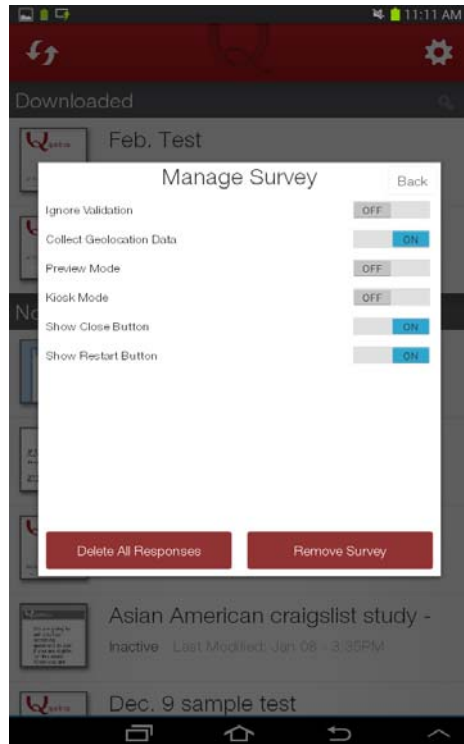 11:11 AM
Downloaded
Feb. Test
Manage Survey
Back
Ignore Validation
OFF
Collect Geolocation Data
ON
Preview Mode
OFF
Kiosk Mode
OFF
Show Close Button
ON
Show Restart Button
ON
Delete All Responses
Remove Survey
Asian American craigslist study -
Inactive Last Modified: Jan 08 - 3:35PM
Dec. 9 sample test